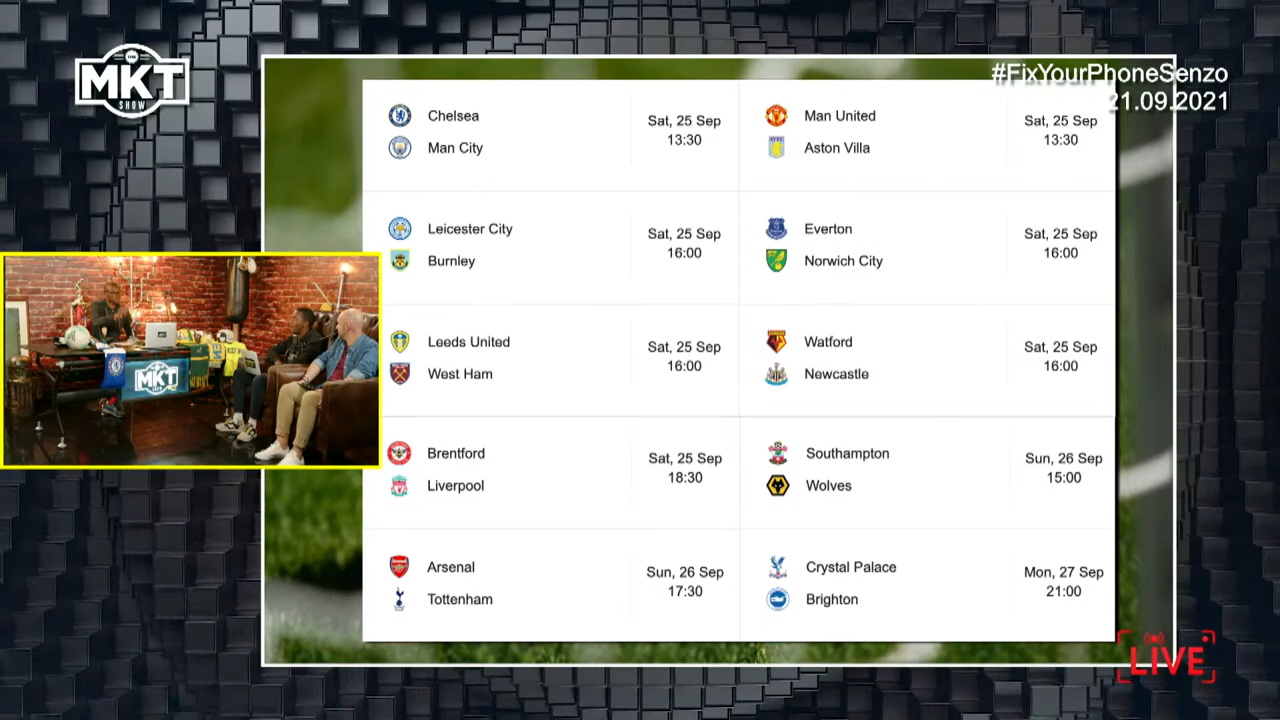 THE
MKT
SHOW
#FixYourPhoneSenzo
21.09.2021
Chelsea
Man City
Sat, 25 Sep
13:30
Man United
Aston Villa
Sat, 25 Sep
13:30
Leicester City
Burnley
Sat, 25 Sep
16:00
Everton
Norwich City
Sat, 25 Sep
16:00
Leeds United
West Ham
Sat, 25 Sep
16:00
Watford
Newcastle
Sat, 25 Sep
16:00
Brentford
Liverpool
Sat, 25 Sep
18:30
Southampton
Wolves
Sun, 26 Sep
15:00
Arsenal
Tottenham
Sun, 26 Sep
17:30
Crystal Palace
Brighton
Mon, 27 Sep
21:00
MKT
LIVE